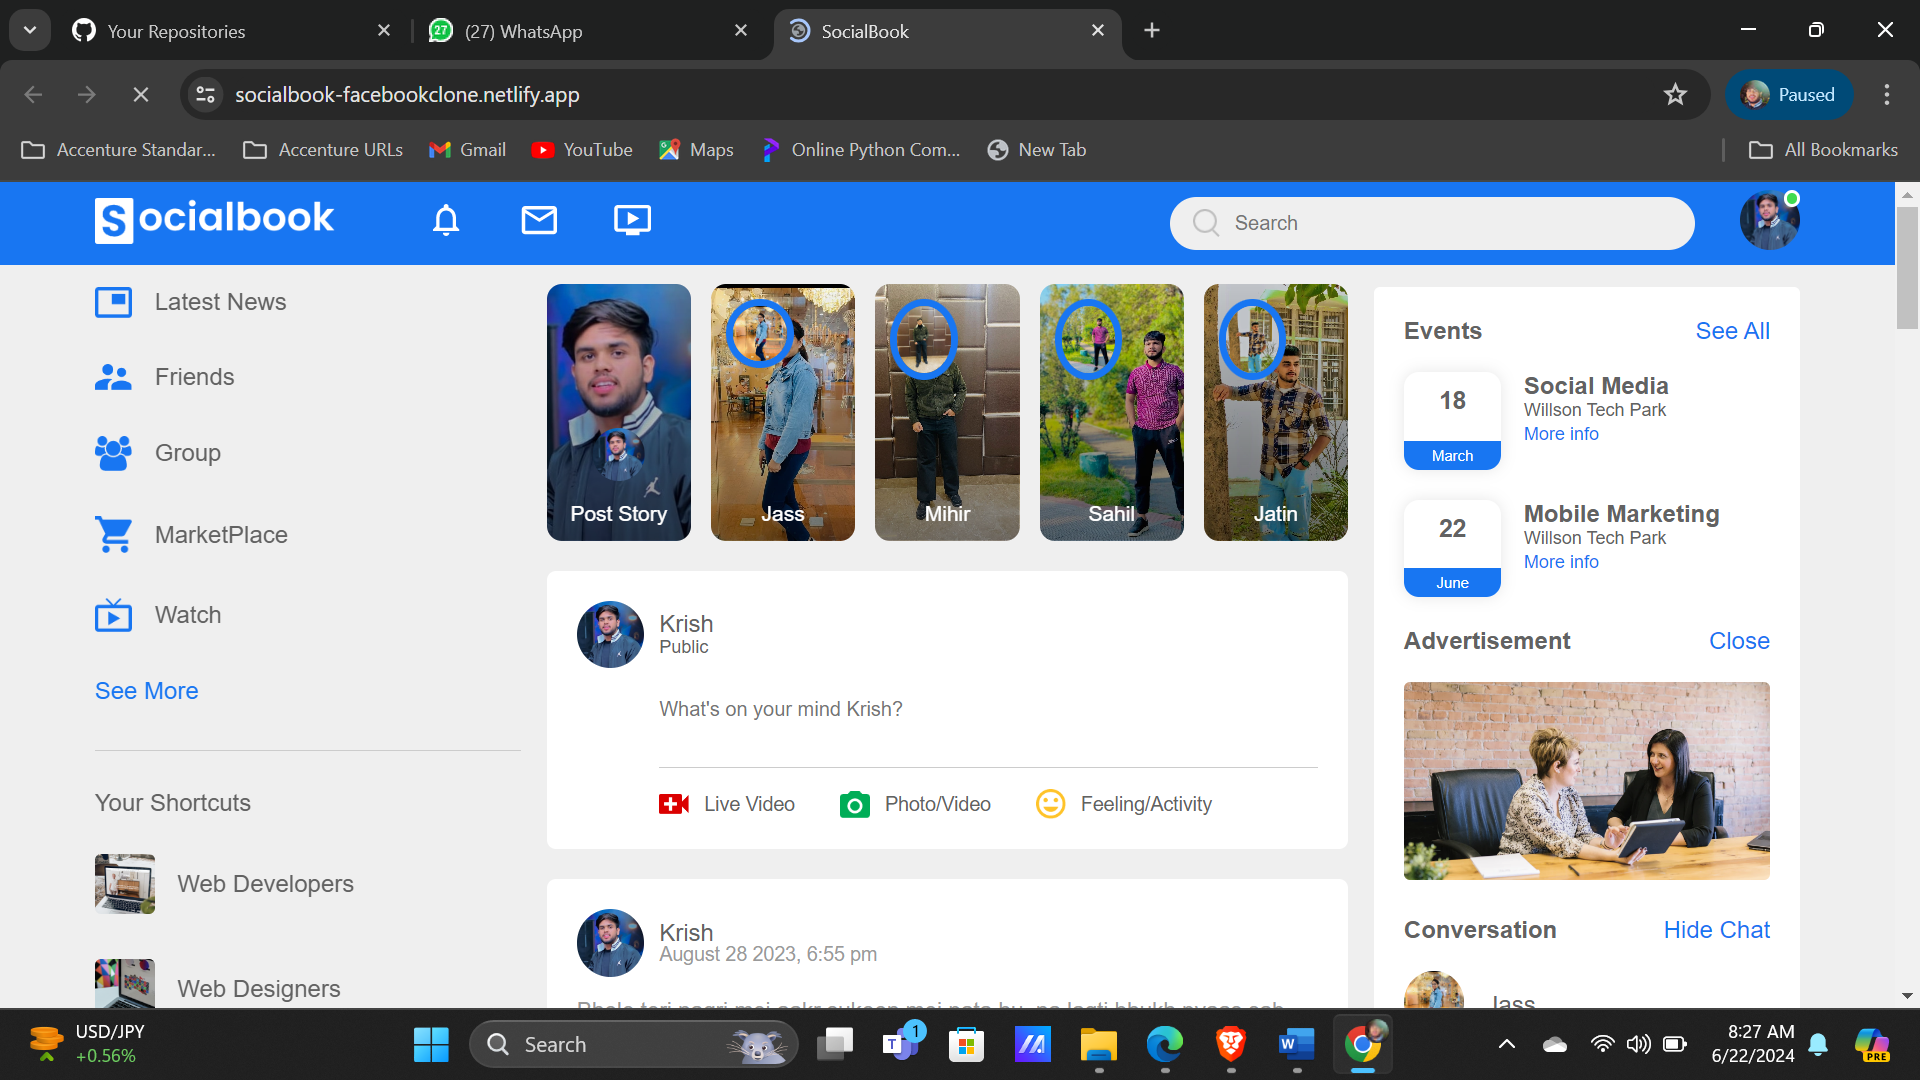 Your Repositories
27
(27) WhatsApp
SocialBook
socialbook-facebookclone.netlify.app
Paused
Accenture Standar...
Accenture URLs
Gmail
YouTube
Maps
Online Python Com...
New Tab
All Bookmarks
Socialbook
Search
Latest News
Friends
Group
MarketPlace
Watch
See More
Your Shortcuts
Web Developers
Web Designers
Post Story
Jass
Mihir
Sahil
Jatin
Krish
Public
What's on your mind Krish?
Live Video
Photo/Video
Feeling/Activity
Krish
August 28 2023, 6:55 pm
Events
See All
18
March
Social Media
Willson Tech Park
More info
22
June
Mobile Marketing
Willson Tech Park
More info
Advertisement
Close
Conversation
Hide Chat
Jass
USD/JPY
+0.56%
Search
T
1
W
8:27 AM
6/22/2024
PRE